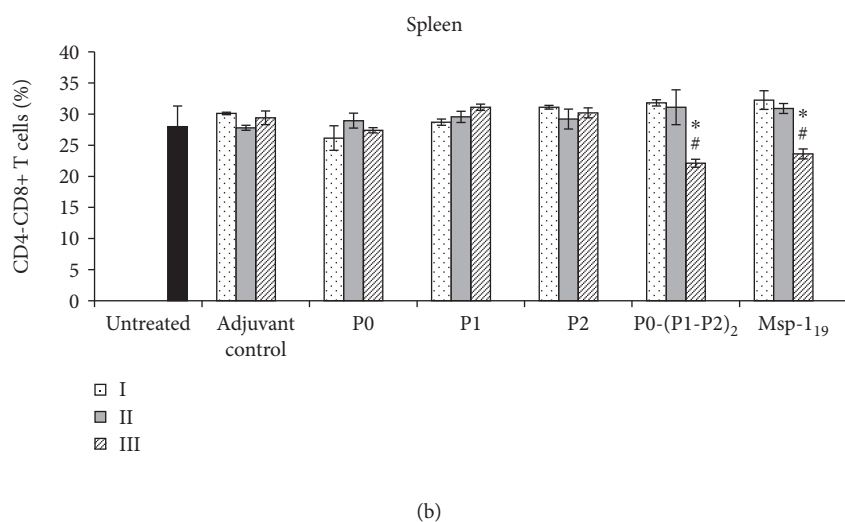 Spleen
CD4-CD8+ T cells (%)
40
35
30
25
20
15
10
5
0
*
#
*
#
Untreated Adjuvant control P0 P1 P2 P0-(P1-P2)₂ Msp-1₁₉
I
II
III
(b)